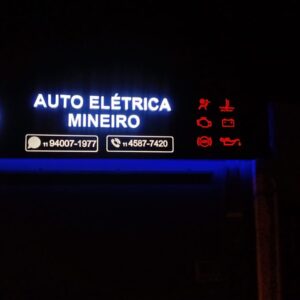 AUTO ELÉTRICA
MINEIRO
11 94007-1977
11 4587-7420